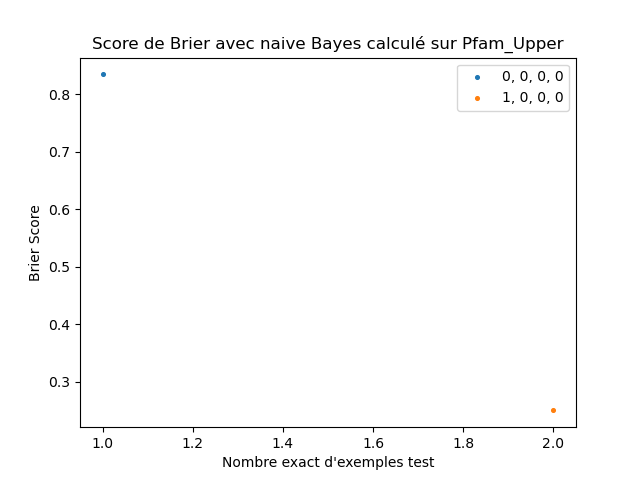 Score de Brier avec naive Bayes calculé sur Pfam_Upper
0, 0, 0, 0
1, 0, 0, 0
Brier Score
0.8
0.7
0.6
0.5
0.4
0.3
1.0 1.2 1.4 1.6 1.8 2.0
Nombre exact d'exemples test